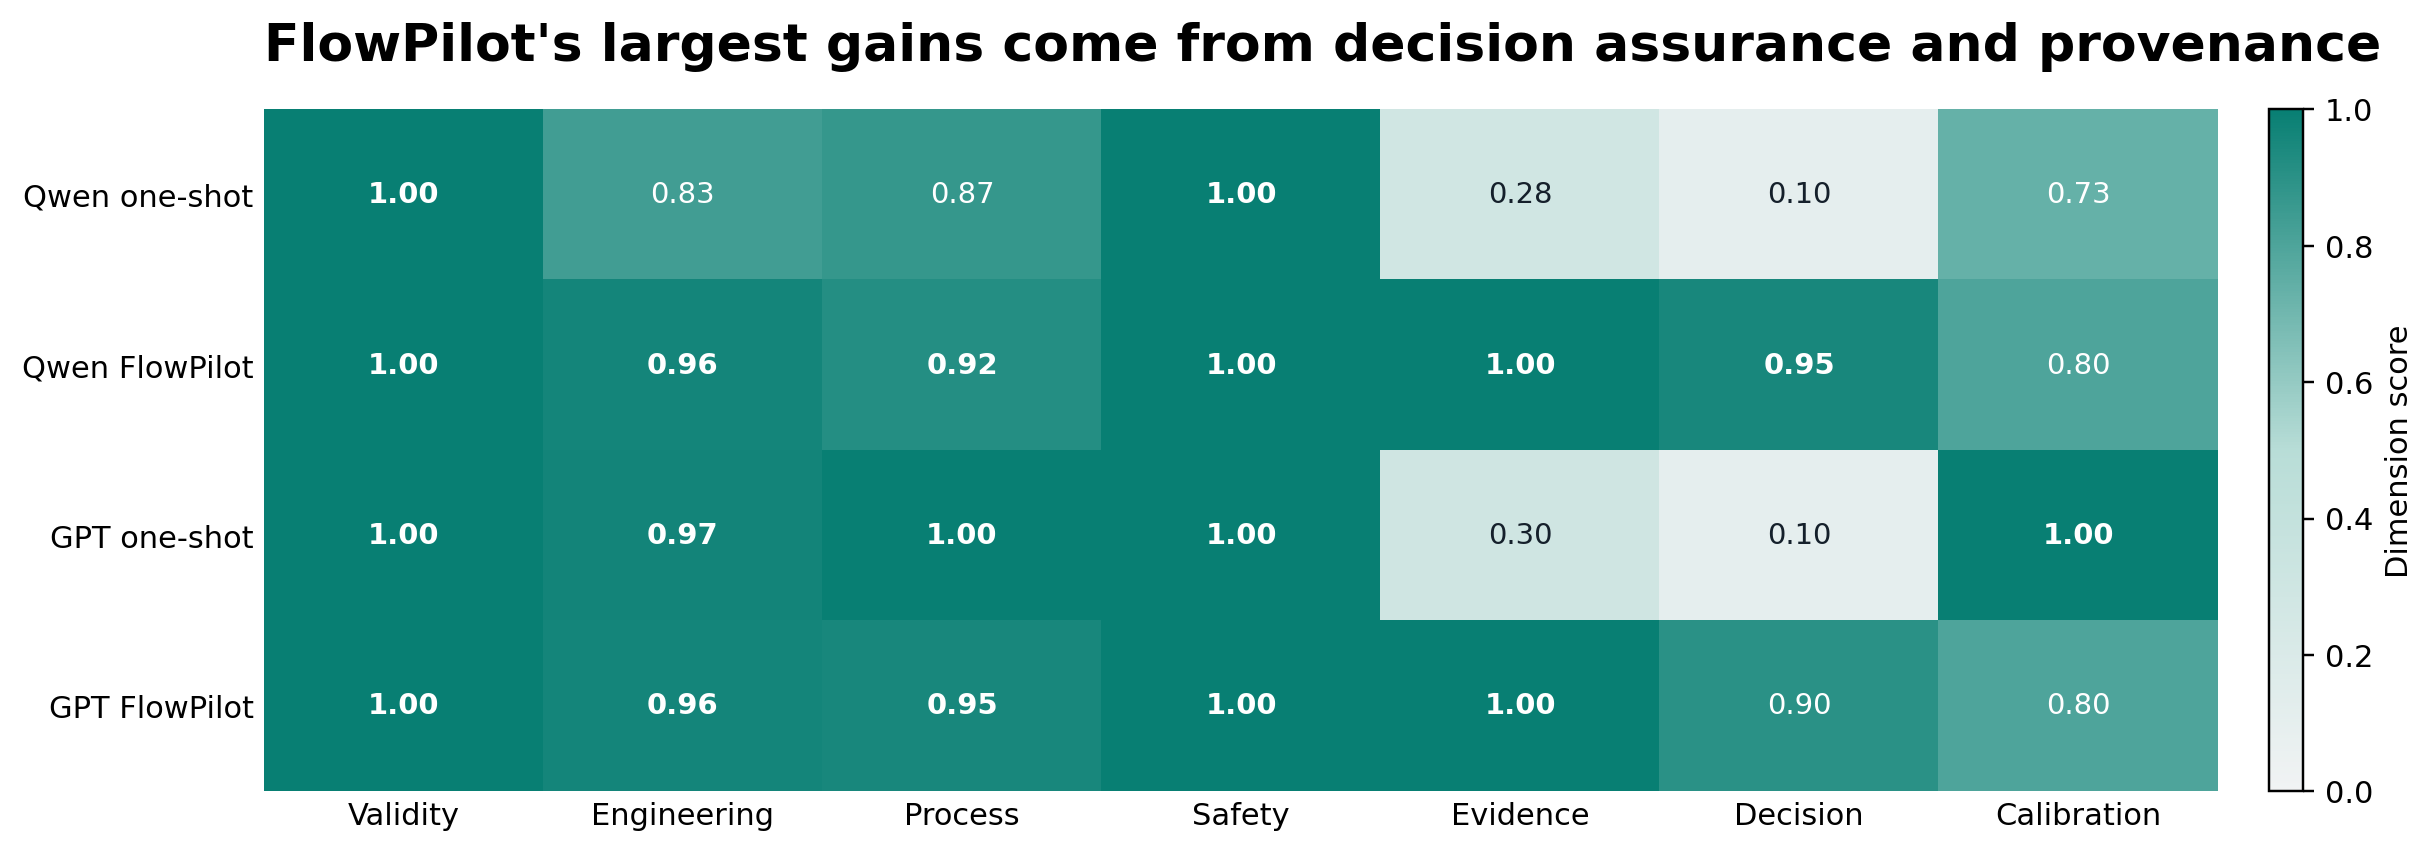 FlowPilot's largest gains come from decision assurance and provenance
Qwen one-shot 1.00 0.83 0.87 1.00 0.28 0.10 0.73
Qwen FlowPilot 1.00 0.96 0.92 1.00 1.00 0.95 0.80
GPT one-shot 1.00 0.97 1.00 1.00 0.30 0.10 1.00
GPT FlowPilot 1.00 0.96 0.95 1.00 1.00 0.90 0.80
Validity Engineering Process Safety Evidence Decision Calibration
1.0
0.8
0.6
0.4
0.2
0.0
Dimension score